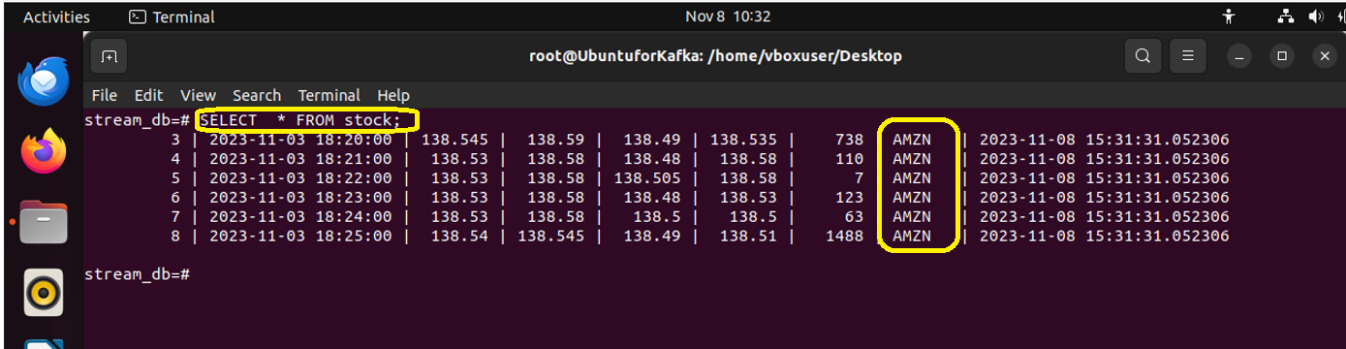 Activities Terminal Nov 8 10:32
root@UbuntuforKafka: /home/vboxuser/Desktop
File Edit View Search Terminal Help
stream_db=# SELECT * FROM stock;
3 | 2023-11-03 18:20:00 | 138.545 | 138.59 | 138.49 | 138.535 | 738 | AMZN | 2023-11-08 15:31:31.052306
4 | 2023-11-03 18:21:00 | 138.53 | 138.58 | 138.48 | 138.58 | 110 | AMZN | 2023-11-08 15:31:31.052306
5 | 2023-11-03 18:22:00 | 138.53 | 138.58 | 138.505 | 138.58 | 7 | AMZN | 2023-11-08 15:31:31.052306
6 | 2023-11-03 18:23:00 | 138.53 | 138.58 | 138.48 | 138.53 | 123 | AMZN | 2023-11-08 15:31:31.052306
7 | 2023-11-03 18:24:00 | 138.53 | 138.58 | 138.5 | 138.5 | 63 | AMZN | 2023-11-08 15:31:31.052306
8 | 2023-11-03 18:25:00 | 138.54 | 138.545 | 138.49 | 138.51 | 1488 | AMZN | 2023-11-08 15:31:31.052306
stream_db=#